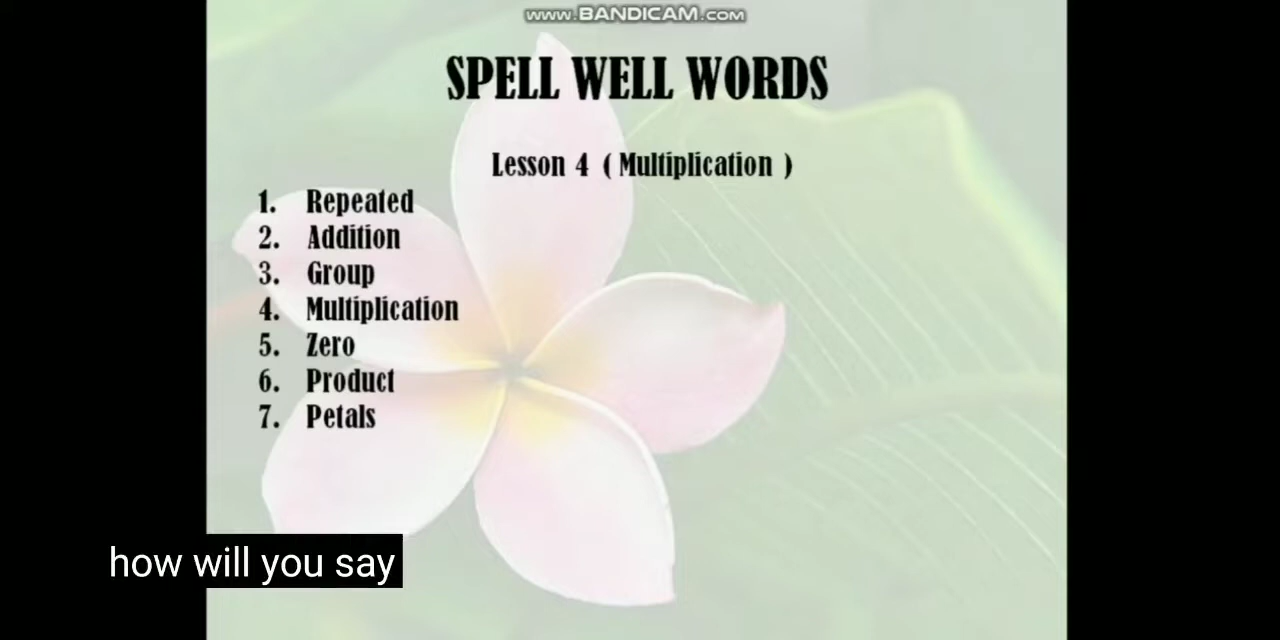 www.BANDICAM.com
SPELL WELL WORDS
Lesson 4 ( Multiplication )
1. Repeated
2. Addition
3. Group
4. Multiplication
5. Zero
6. Product
7. Petals
how will you say